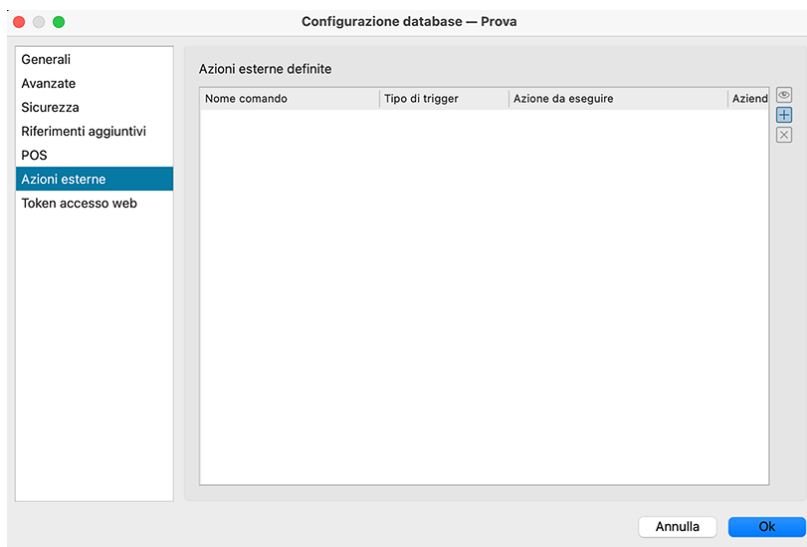 Configurazione database — Prova
Generali
Avanzate
Sicurezza
Riferimenti aggiuntivi
POS
Azioni esterne
Token accesso web
Azioni esterne definite
Nome comando Tipo di trigger Azione da eseguire Aziend
Annulla Ok